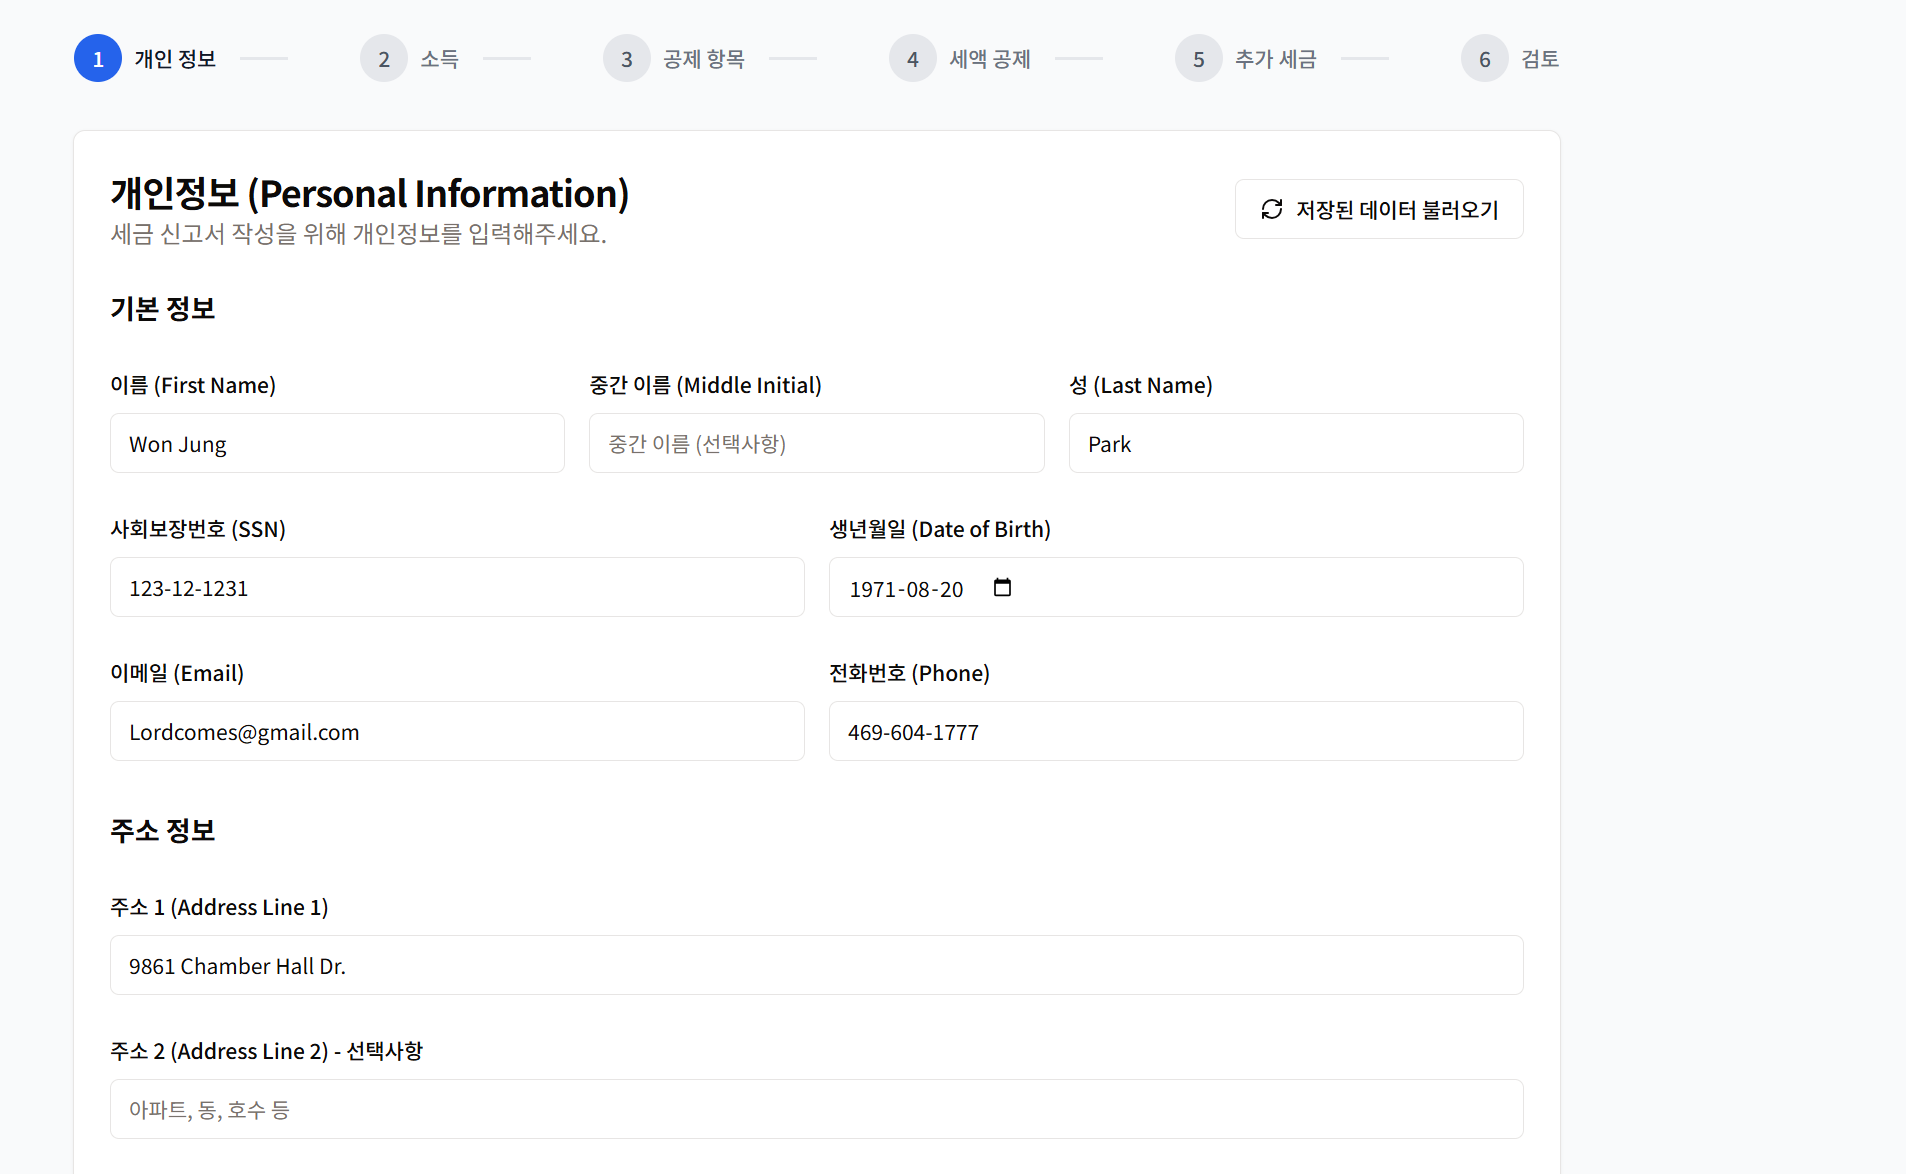 1 개인 정보 2 소득 3 공제 항목 4 세액 공제 5 추가 세금 6 검토
개인정보 (Personal Information)
세금 신고서 작성을 위해 개인정보를 입력해주세요.
저장된 데이터 불러오기
기본 정보
이름 (First Name) 중간 이름 (Middle Initial) 성 (Last Name)
Won Jung 중간 이름 (선택사항) Park
사회보장번호 (SSN) 생년월일 (Date of Birth)
123-12-1231 1971-08-20
이메일 (Email) 전화번호 (Phone)
Lordcomes@gmail.com 469-604-1777
주소 정보
주소 1 (Address Line 1)
9861 Chamber Hall Dr.
주소 2 (Address Line 2) - 선택사항
아파트, 동, 호수 등